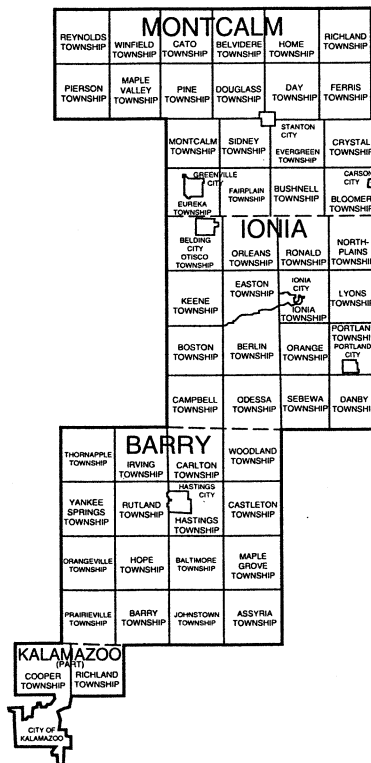 MONTCALM
REYNOLDS
TOWNSHIP
WINFIELD
TOWNSHIP
CATO
TOWNSHIP
BELVIDERE
TOWNSHIP
HOME
TOWNSHIP
RICHLAND
TOWNSHIP
PIERSON
TOWNSHIP
MAPLE
VALLEY
TOWNSHIP
PINE
TOWNSHIP
DOUGLASS
TOWNSHIP
DAY
TOWNSHIP
FERRIS
TOWNSHIP
MONTCALM
TOWNSHIP
SIDNEY
TOWNSHIP
STANTON
CITY
EVERGREEN
TOWNSHIP
CRYSTAL
TOWNSHIP
GREENVILLE
CITY
EUREKA
TOWNSHIP
FAIRPLAIN
TOWNSHIP
BUSHNELL
TOWNSHIP
CARSON
CITY
BLOOMER
TOWNSHIP
IONIA
BELDING
CITY
OTISCO
TOWNSHIP
ORLEANS
TOWNSHIP
RONALD
TOWNSHIP
NORTH-
PLAINS
TOWNSHIP
KEENE
TOWNSHIP
EASTON
TOWNSHIP
IONIA
CITY
IONIA
TOWNSHIP
LYONS
TOWNSHIP
BOSTON
TOWNSHIP
BERLIN
TOWNSHIP
ORANGE
TOWNSHIP
PORTLAND
TOWNSHIP
PORTLAND
CITY
CAMPBELL
TOWNSHIP
ODESSA
TOWNSHIP
SEBEWA
TOWNSHIP
DANBY
TOWNSHIP
BARRY
THORNAPPLE
TOWNSHIP
IRVING
TOWNSHIP
CARLTON
TOWNSHIP
WOODLAND
TOWNSHIP
YANKEE
SPRINGS
TOWNSHIP
RUTLAND
TOWNSHIP
HASTINGS
CITY
HASTINGS
TOWNSHIP
CASTLETON
TOWNSHIP
ORANGEVILLE
TOWNSHIP
HOPE
TOWNSHIP
BALTIMORE
TOWNSHIP
MAPLE
GROVE
TOWNSHIP
PRAIRIEVILLE
TOWNSHIP
BARRY
TOWNSHIP
JOHNSTOWN
TOWNSHIP
ASSYRIA
TOWNSHIP
KALAMAZOO
(PART)
COOPER
TOWNSHIP
RICHLAND
TOWNSHIP
CITY OF
KALAMAZOO